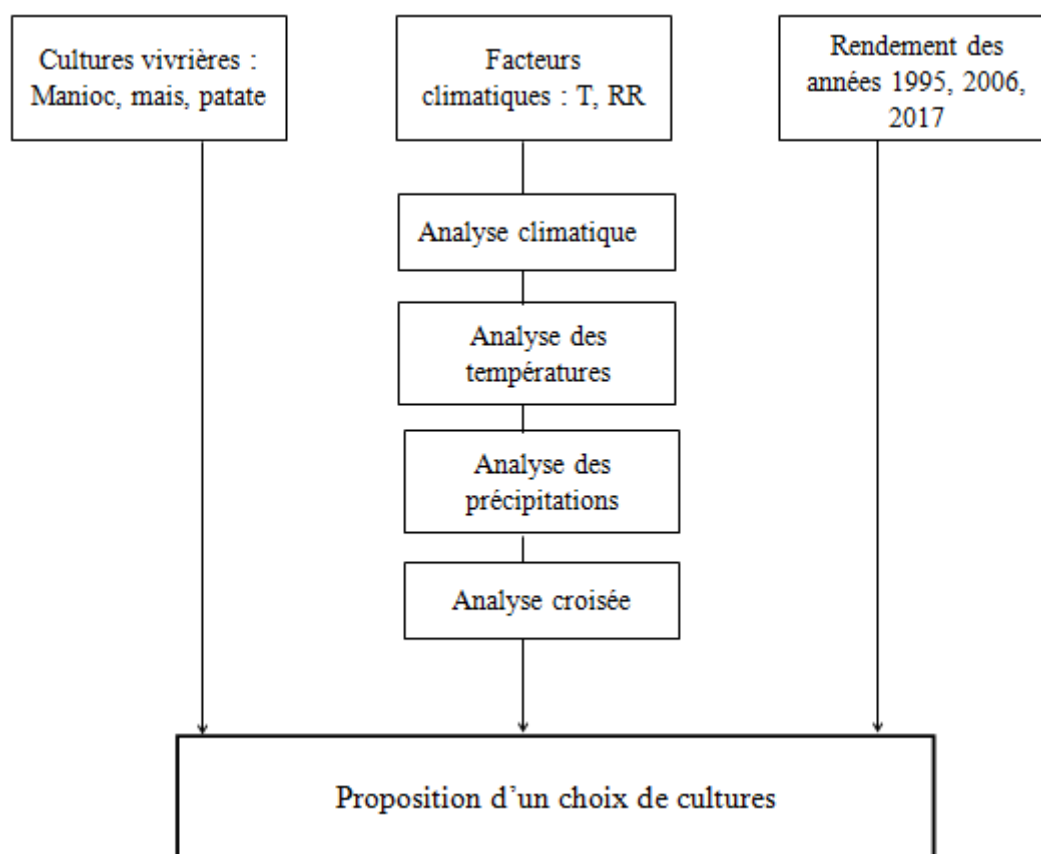 Cultures vivrières :
Manioc, mais, patate
Facteurs
climatiques : T, RR
Rendement des
années 1995, 2006,
2017
Analyse climatique
Analyse des
températures
Analyse des
précipitations
Analyse croisée
Proposition d’un choix de cultures